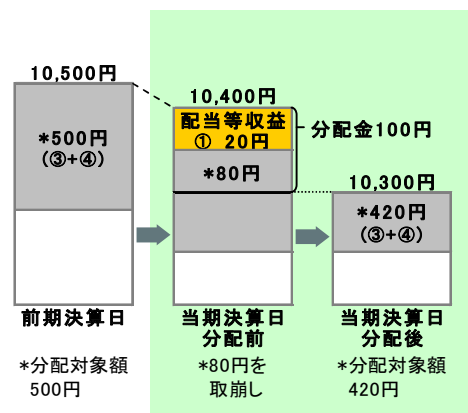 10,500円
*500円
(③+④)
前期決算日
*分配対象額
500円
10,400円
配当等収益
① 20円
*80円
分配金100円
当期決算日
分配前
*80円を
取崩し
10,300円
*420円
(③+④)
当期決算日
分配後
*分配対象額
420円